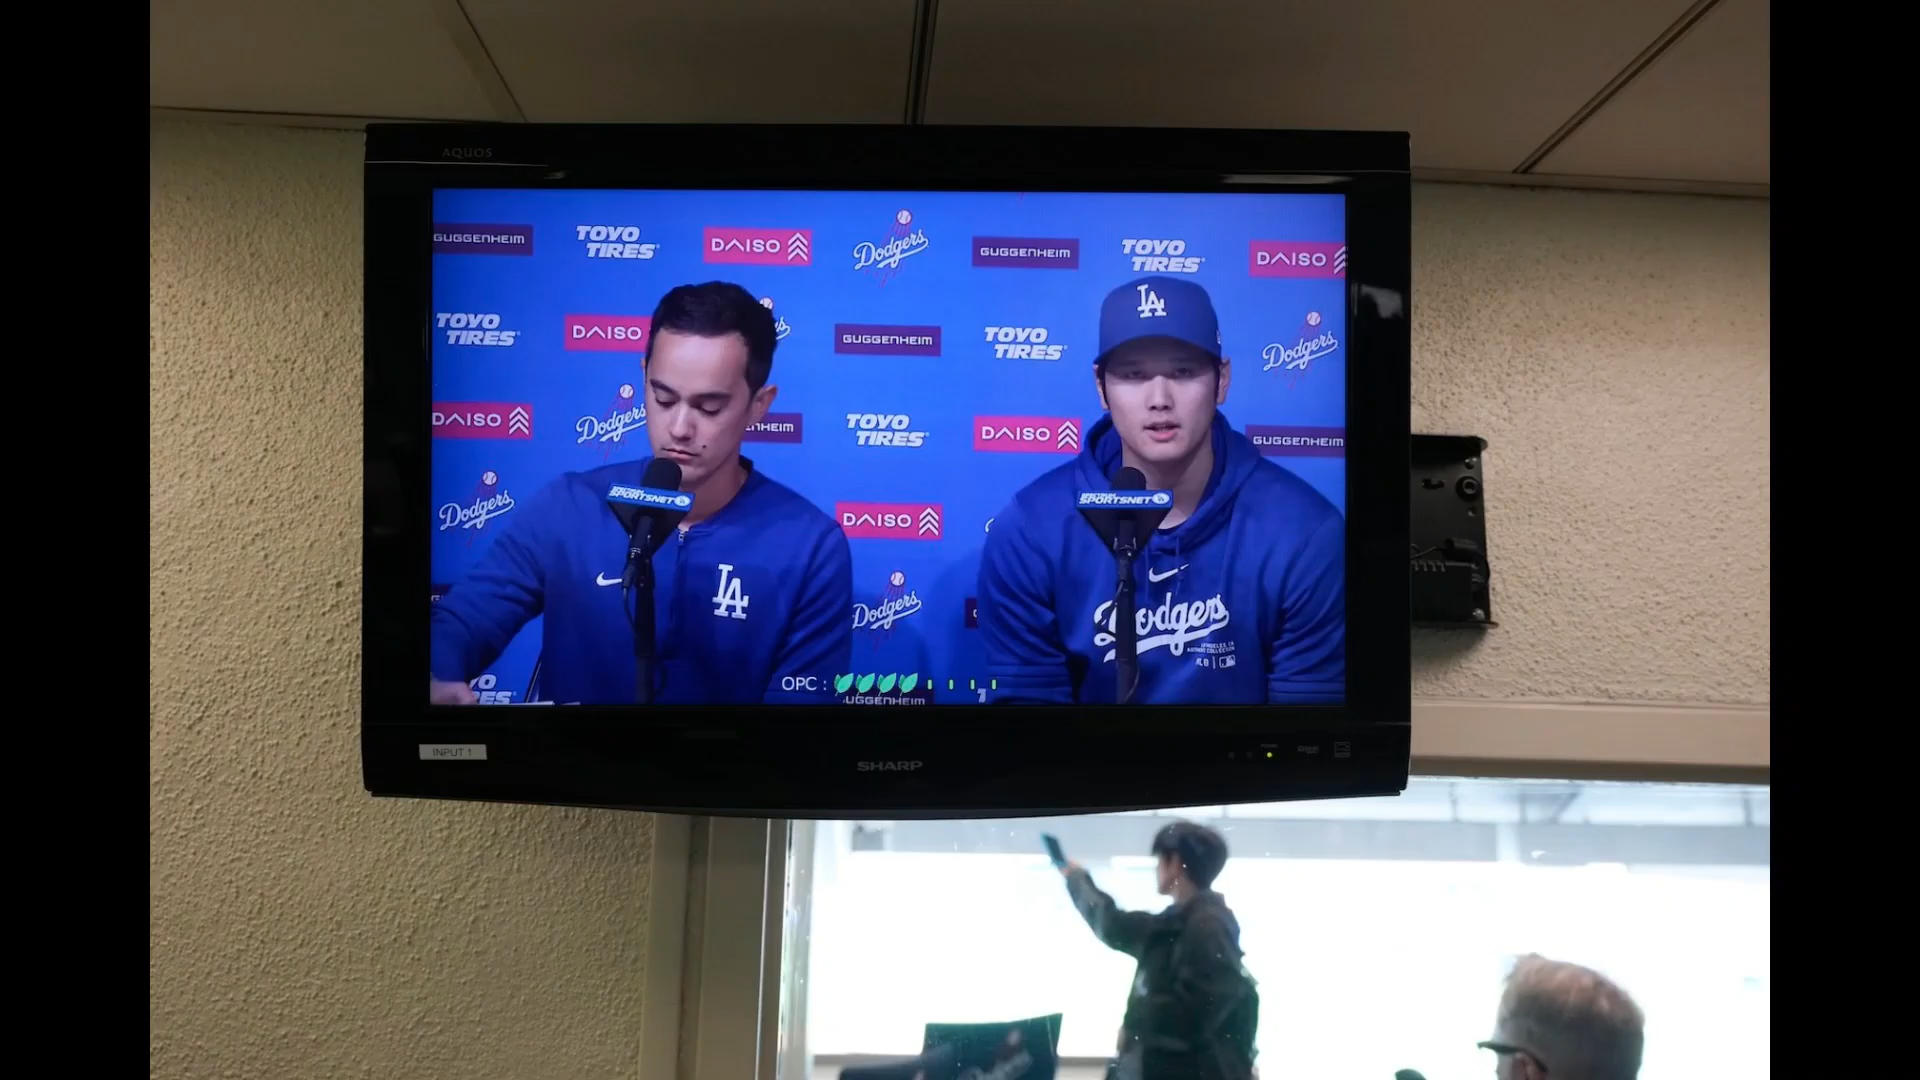 AQUOS
GUGGENHEIM
TOYO
TIRES
DAISO
Dodgers
GUGGENHEIM
TOYO
TIRES
DAISO
TOYO
TIRES
DAISO
GUGGENHEIM
TOYO
TIRES
Dodgers
LA
DAISO
Dodgers
TOYO
TIRES
DAISO
GUGGENHEIM
Dodgers
SPORTSNET
DAISO
SPORTSNET
LA
Dodgers
Dodgers
OPC :
GUGGENHEIM
INPUT 1
SHARP